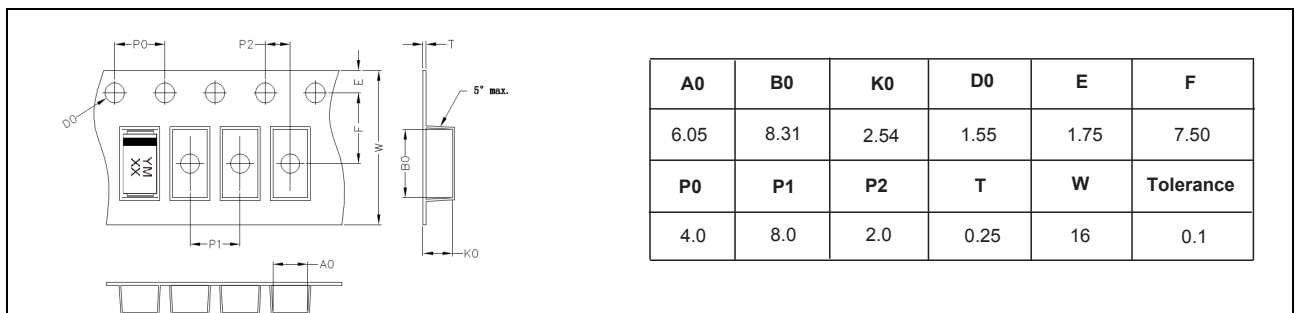 P0
P2
T
E
5° max.
D0
F
W
B0
YM
XX
P1
K0
A0
A0 B0 K0 D0 E F
6.05 8.31 2.54 1.55 1.75 7.50
P0 P1 P2 T W Tolerance
4.0 8.0 2.0 0.25 16 0.1